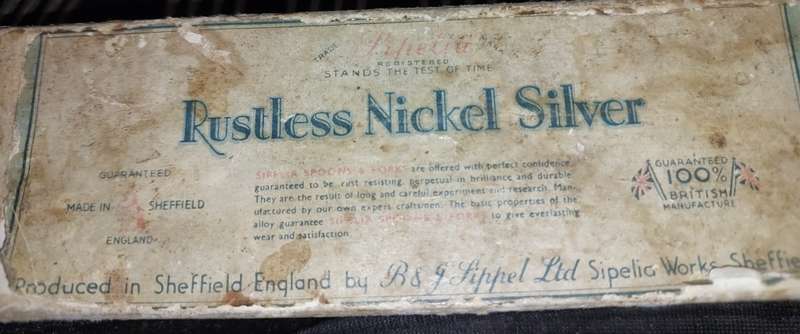 TRADE Sipelia MARK
REGISTERED
STANDS THE TEST OF TIME
Rustless Nickel Silver
GUARANTEED
MADE IN SHEFFIELD
ENGLAND
SIPELIA SPOONS & FORKS are offered with perfect confidence
guaranteed to be rust resisting, perpetual in brilliance and durable
They are the result of long and careful experiment and research. Man-
ufactured by our own expert craftsmen. The basic properties of the
alloy guarantee SIPELIA SPOONS & FORKS to give everlasting
wear and satisfaction.
GUARANTEED
100%
BRITISH
MANUFACTURE
Produced in Sheffield England by B & J Sippel Ltd Sipelia Works Sheffie